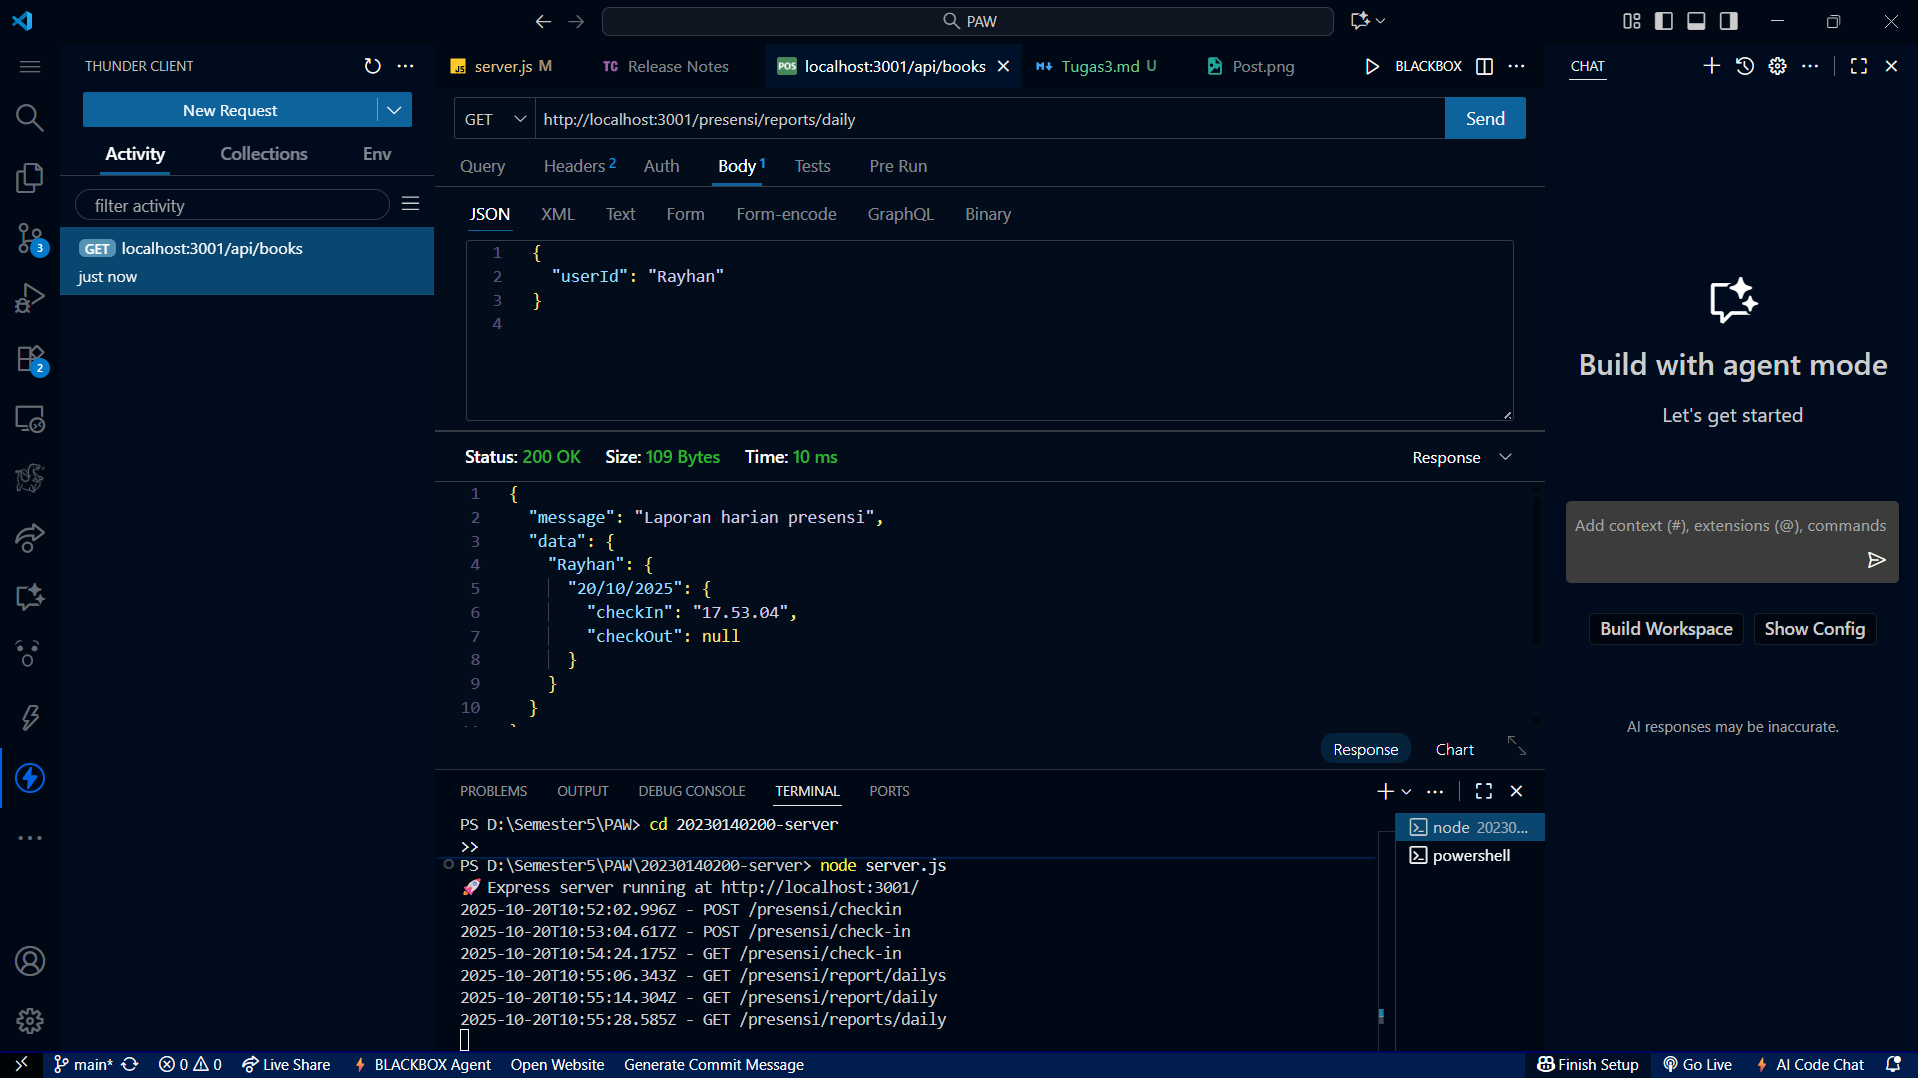 PAW
THUNDER CLIENT
New Request
Activity
Collections
Env
filter activity
GET localhost:3001/api/books
just now
3
2
JS server.js M
TC Release Notes
POS localhost:3001/api/books
M↓ Tugas3.md U
Post.png
BLACKBOX
GET
http://localhost:3001/presensi/reports/daily
Send
Query
Headers 2
Auth
Body 1
Tests
Pre Run
JSON
XML
Text
Form
Form-encode
GraphQL
Binary
1 {
2 "userId": "Rayhan"
3 }
4
Status: 200 OK
Size: 109 Bytes
Time: 10 ms
Response
1 {
2 "message": "Laporan harian presensi",
3 "data": {
4 "Rayhan": {
5 "20/10/2025": {
6 "checkIn": "17.53.04",
7 "checkOut": null
8 }
9 }
10 }
Response
Chart
PROBLEMS
OUTPUT
DEBUG CONSOLE
TERMINAL
PORTS
PS D:\Semester5\PAW> cd 20230140200-server
>>
PS D:\Semester5\PAW\20230140200-server> node server.js
🚀 Express server running at http://localhost:3001/
2025-10-20T10:52:02.996Z - POST /presensi/checkin
2025-10-20T10:53:04.617Z - POST /presensi/check-in
2025-10-20T10:54:24.175Z - GET /presensi/check-in
2025-10-20T10:55:06.343Z - GET /presensi/report/dailys
2025-10-20T10:55:14.304Z - GET /presensi/report/daily
2025-10-20T10:55:28.585Z - GET /presensi/reports/daily
node 20230...
powershell
CHAT
Build with agent mode
Let's get started
Add context (#), extensions (@), commands
Build Workspace
Show Config
AI responses may be inaccurate.
main*
0
0
Live Share
BLACKBOX Agent
Open Website
Generate Commit Message
Finish Setup
Go Live
AI Code Chat